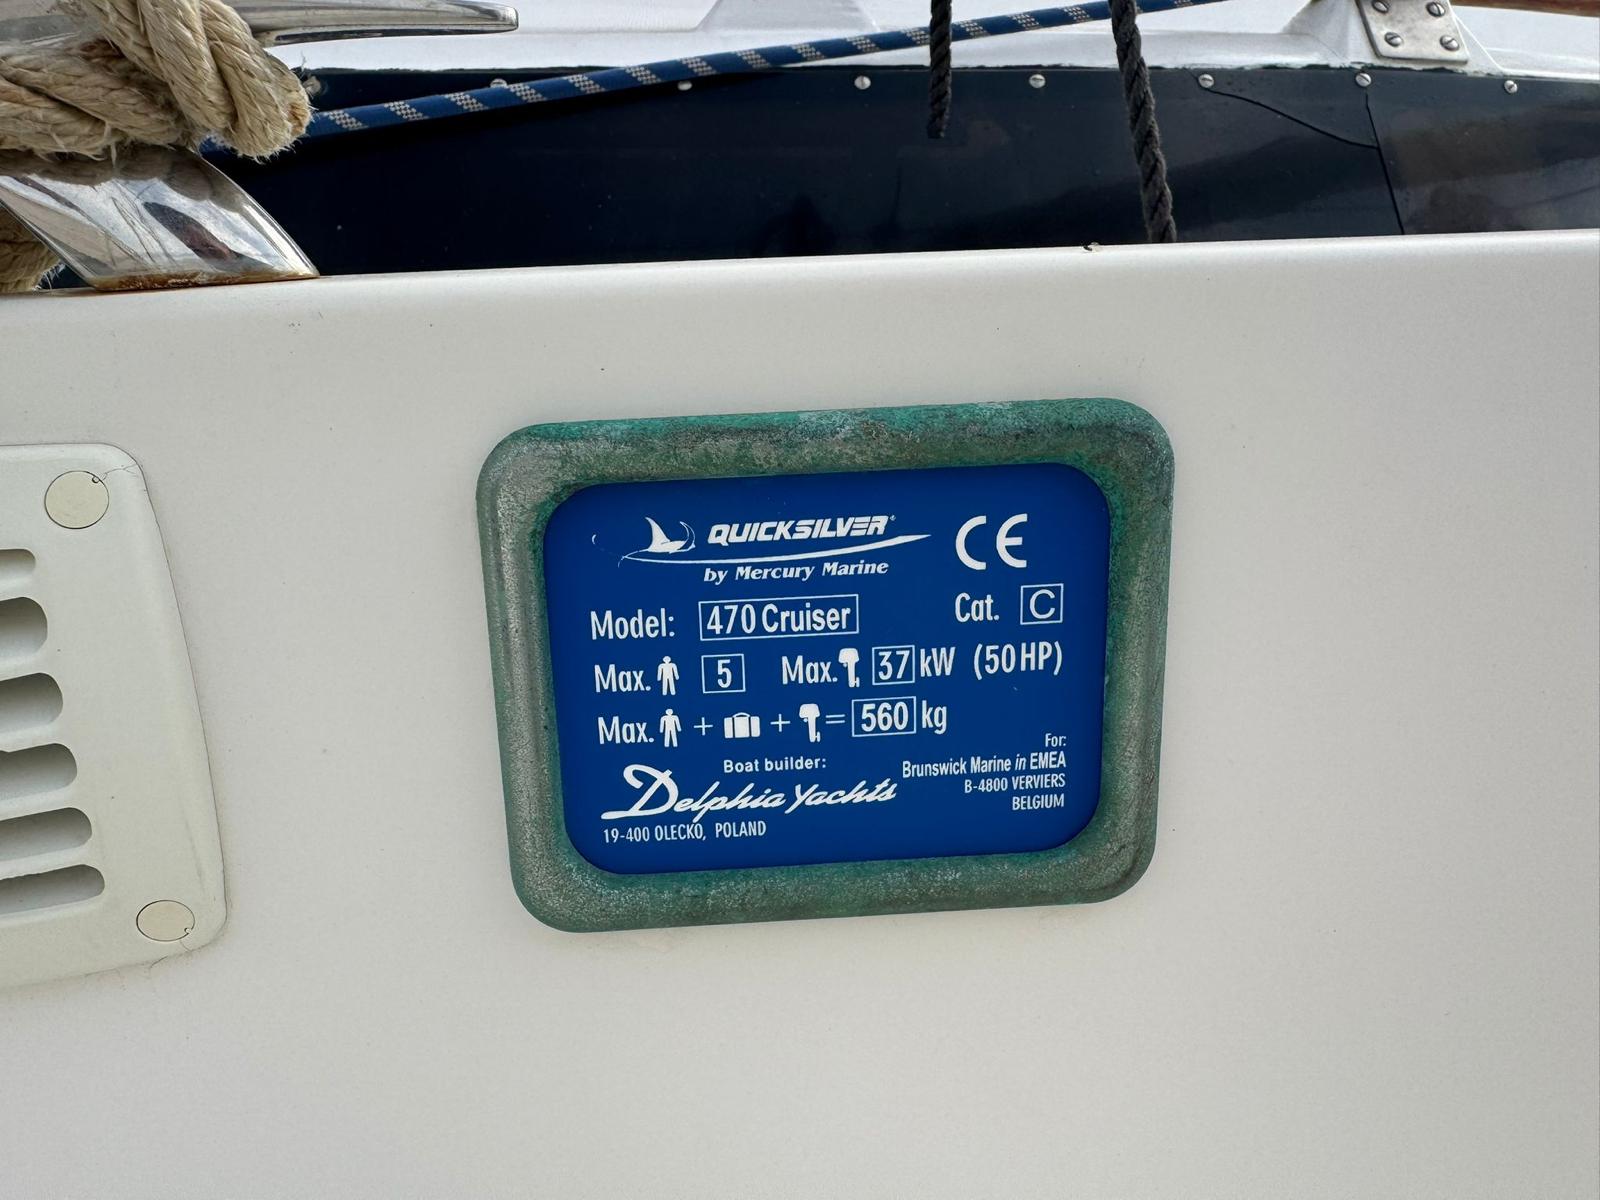 QUICKSILVER® CE
by Mercury Marine
Model: 470 Cruiser Cat. C
Max. 5 Max. 37 kW (50 HP)
Max. + + = 560 kg
Boat builder:
Delphia Yachts
19-400 OLECKO, POLAND
For:
Brunswick Marine in EMEA
B-4800 VERVIERS
BELGIUM